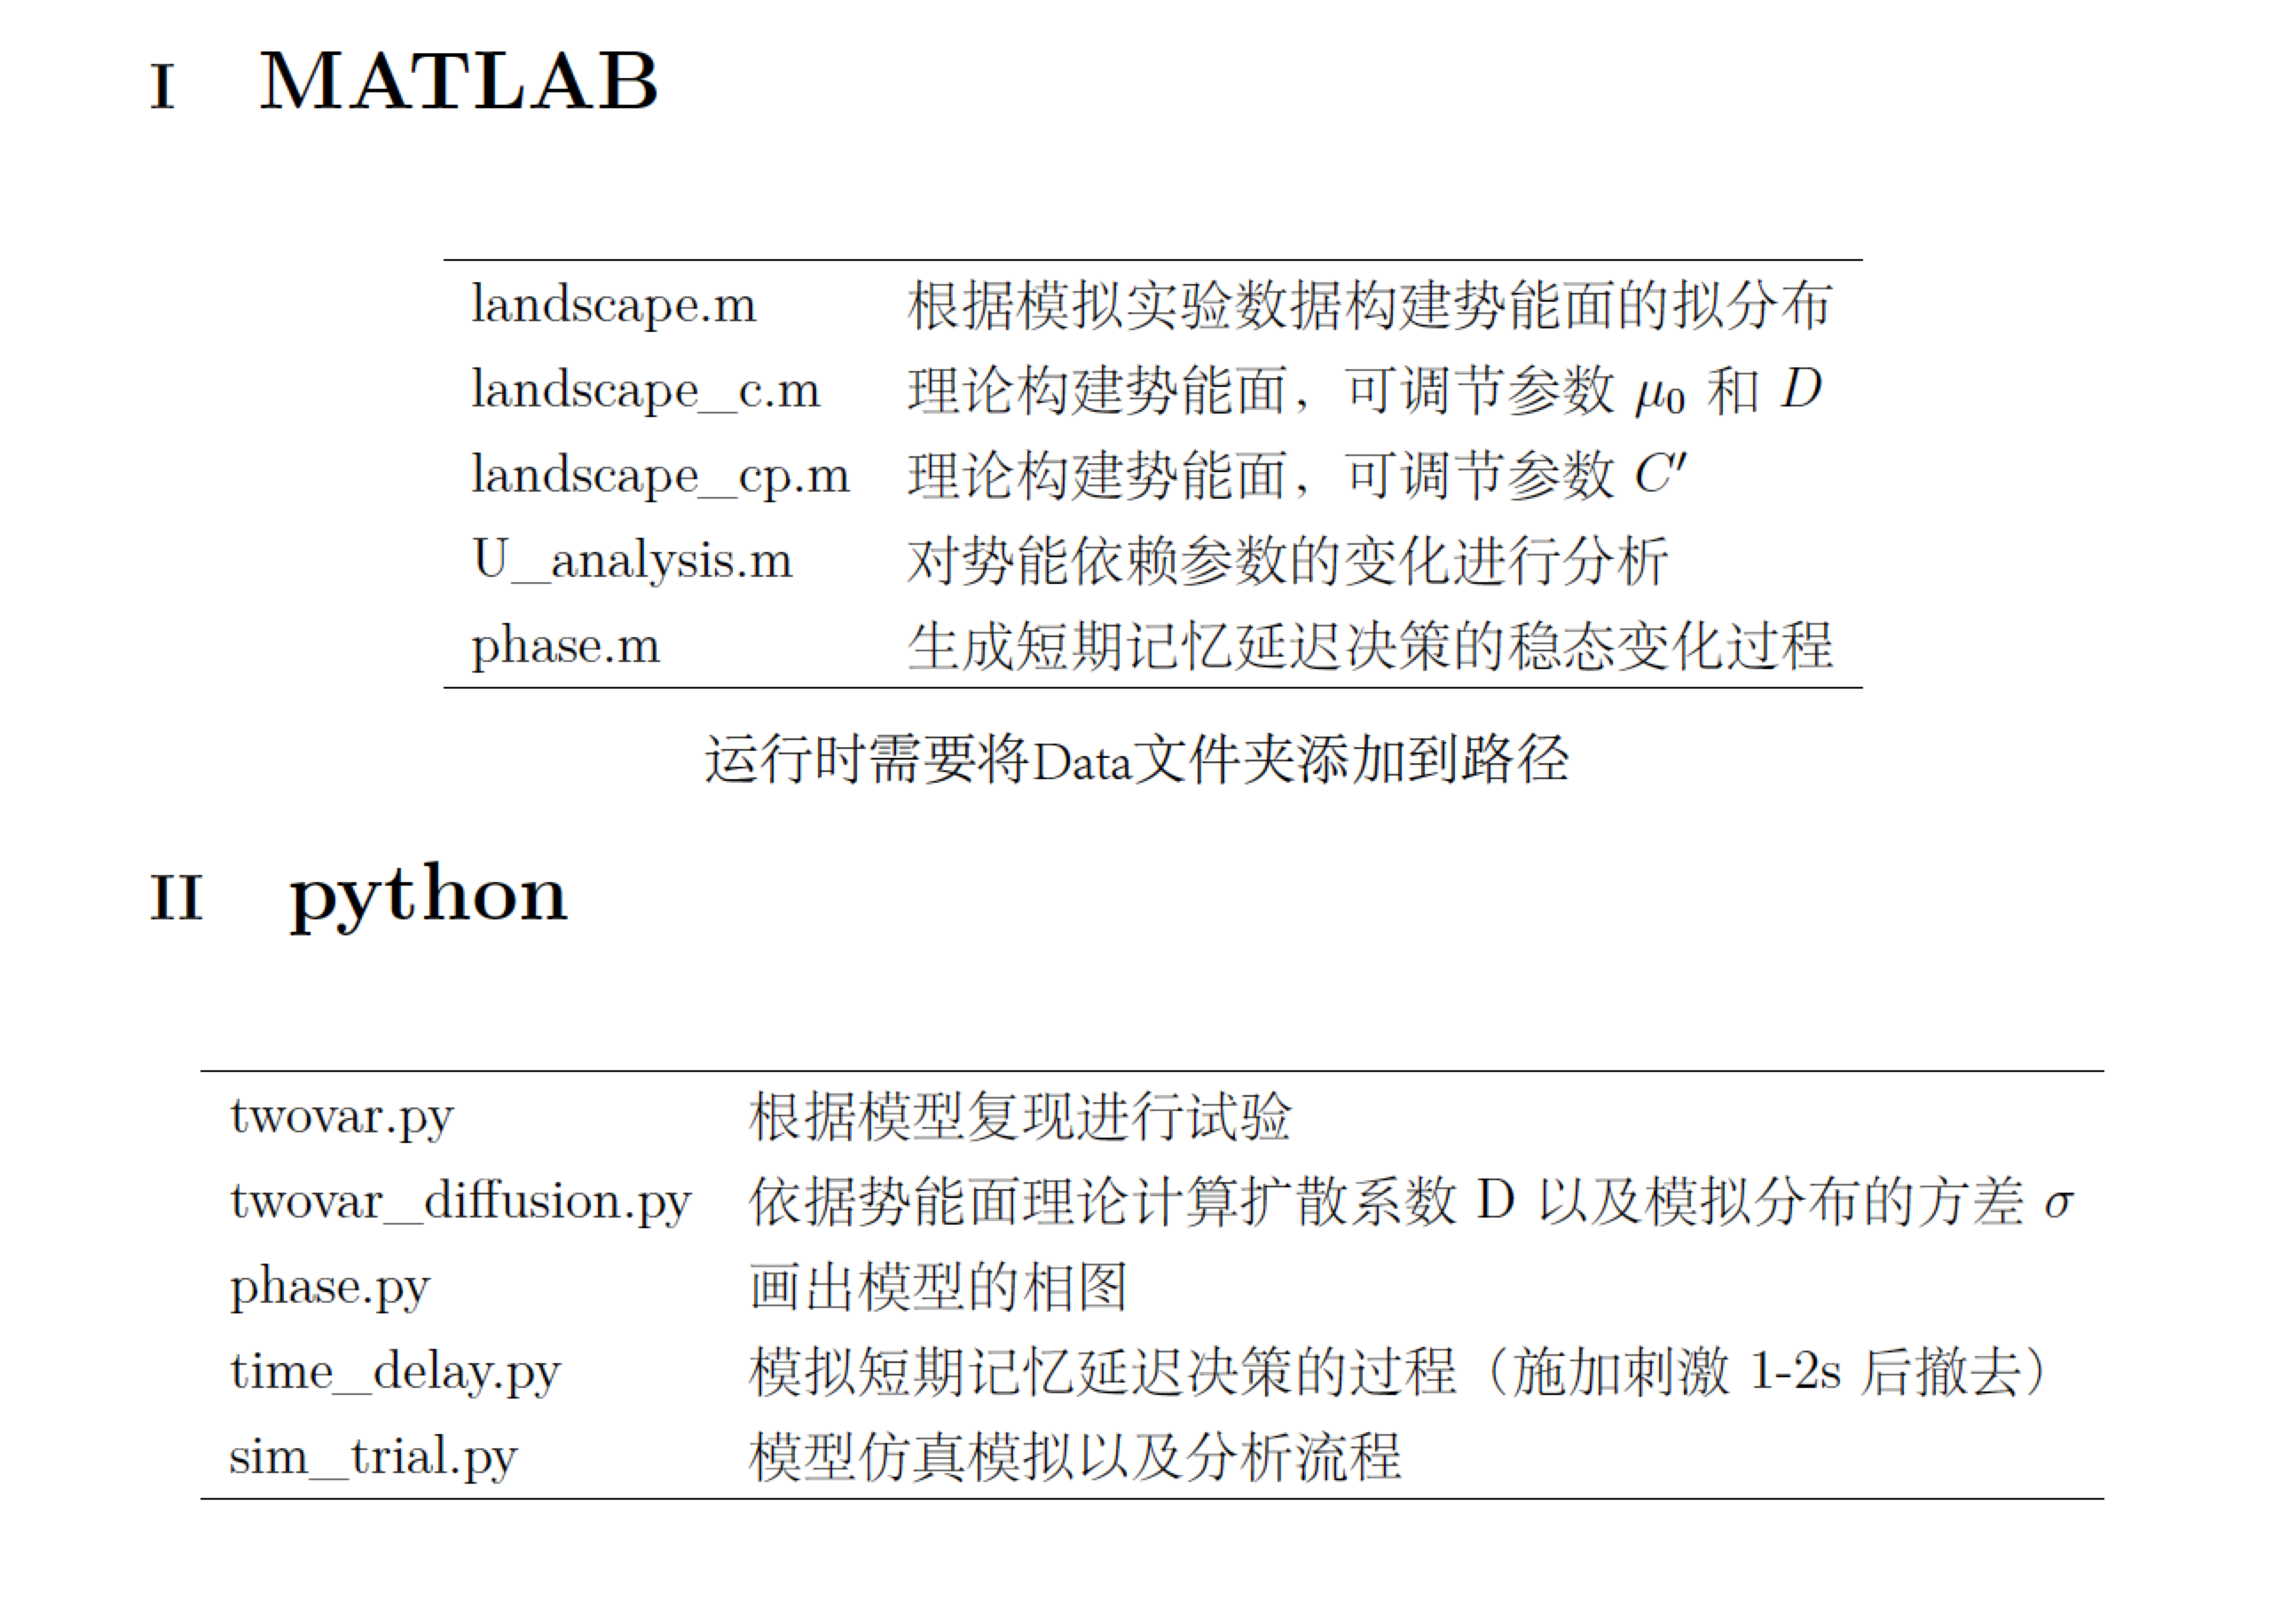 I MATLAB
landscape.m 根据模拟实验数据构建势能面的拟分布
landscape_c.m 理论构建势能面，可调节参数 μ₀ 和 D
landscape_cp.m 理论构建势能面，可调节参数 C′
U_analysis.m 对势能依赖参数的变化进行分析
phase.m 生成短期记忆延迟决策的稳态变化过程
运行时需要将Data文件夹添加到路径
II python
twovar.py 根据模型复现进行试验
twovar_diffusion.py 依据势能面理论计算扩散系数 D 以及模拟分布的方差 σ
phase.py 画出模型的相图
time_delay.py 模拟短期记忆延迟决策的过程（施加刺激 1-2s 后撤去）
sim_trial.py 模型仿真模拟以及分析流程